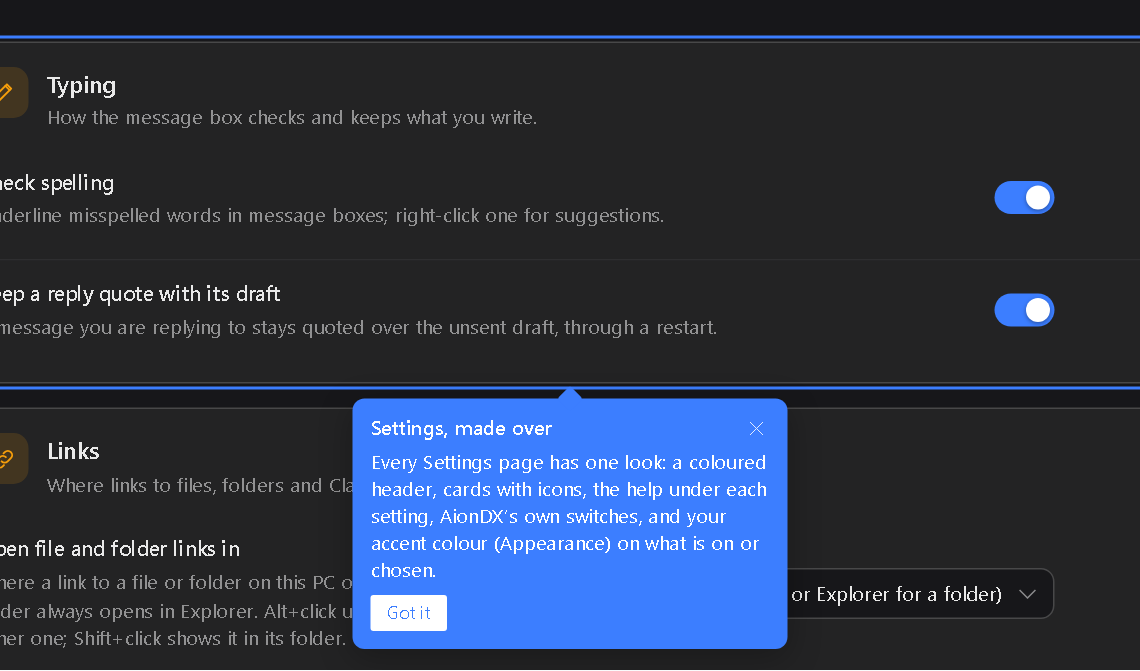 Typing
How the message box checks and keeps what you write.
eck spelling
derline misspelled words in message boxes; right-click one for suggestions.
ep a reply quote with its draft
message you are replying to stays quoted over the unsent draft, through a restart.
Settings, made over
Every Settings page has one look: a coloured
header, cards with icons, the help under each
setting, AionDX's own switches, and your
accent colour (Appearance) on what is on or
chosen.
Got it
Links
Where links to files, folders and Cla
en file and folder links in
ere a link to a file or folder on this PC o
der always opens in Explorer. Alt+click u
er one; Shift+click shows it in its folder.
or Explorer for a folder)